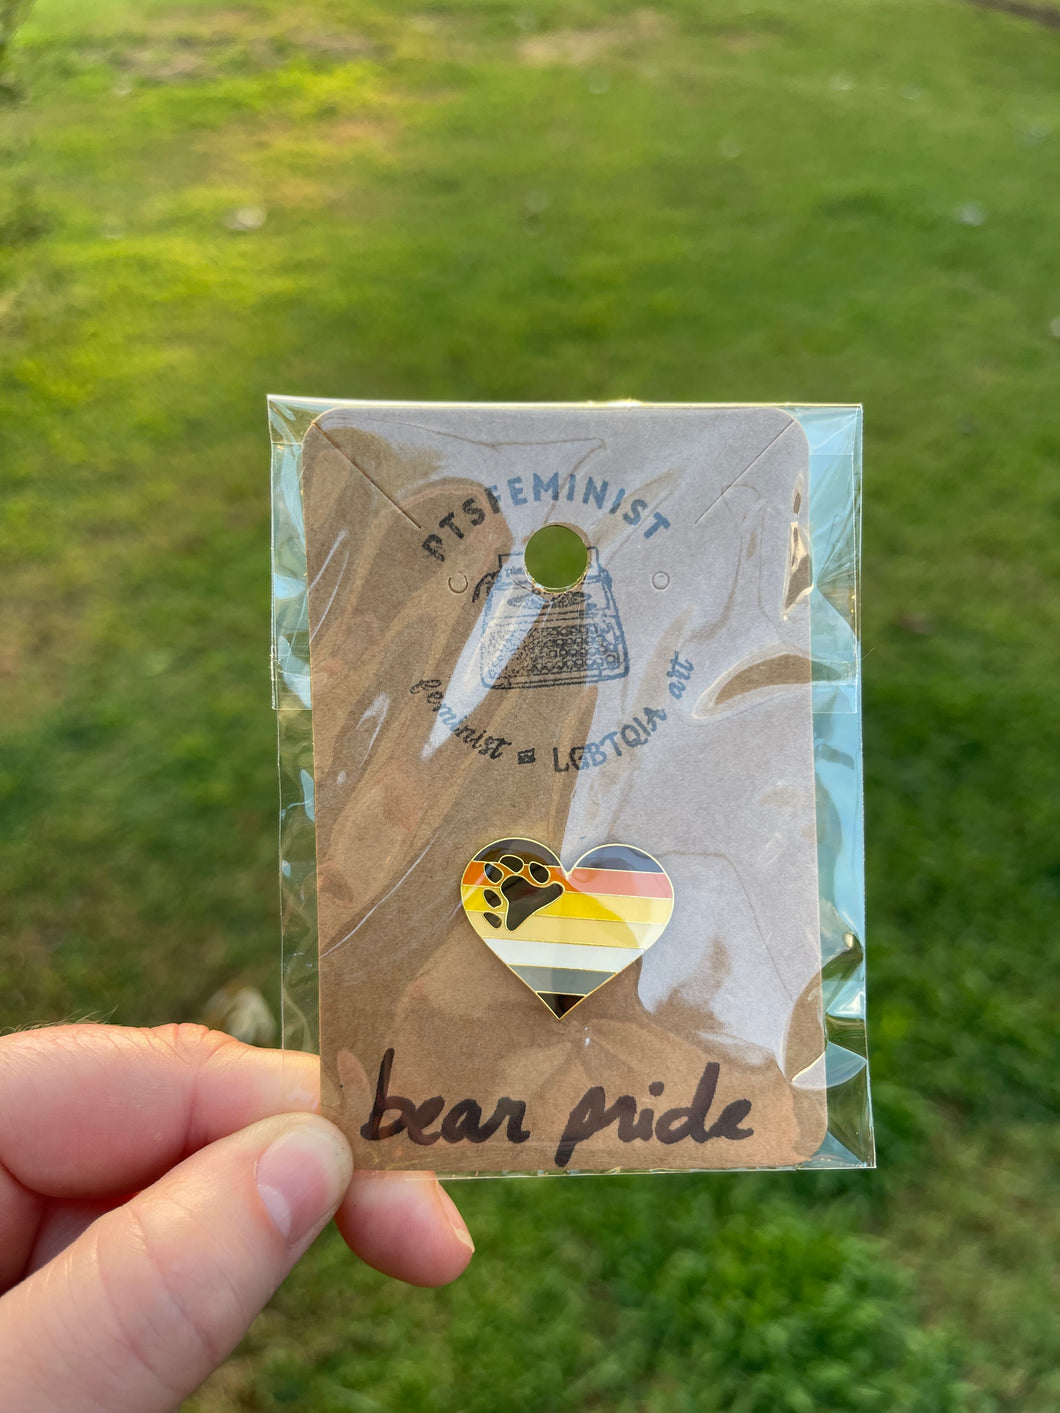 PTSFEMINIST
feminist = LGBTQIA art
bear pride